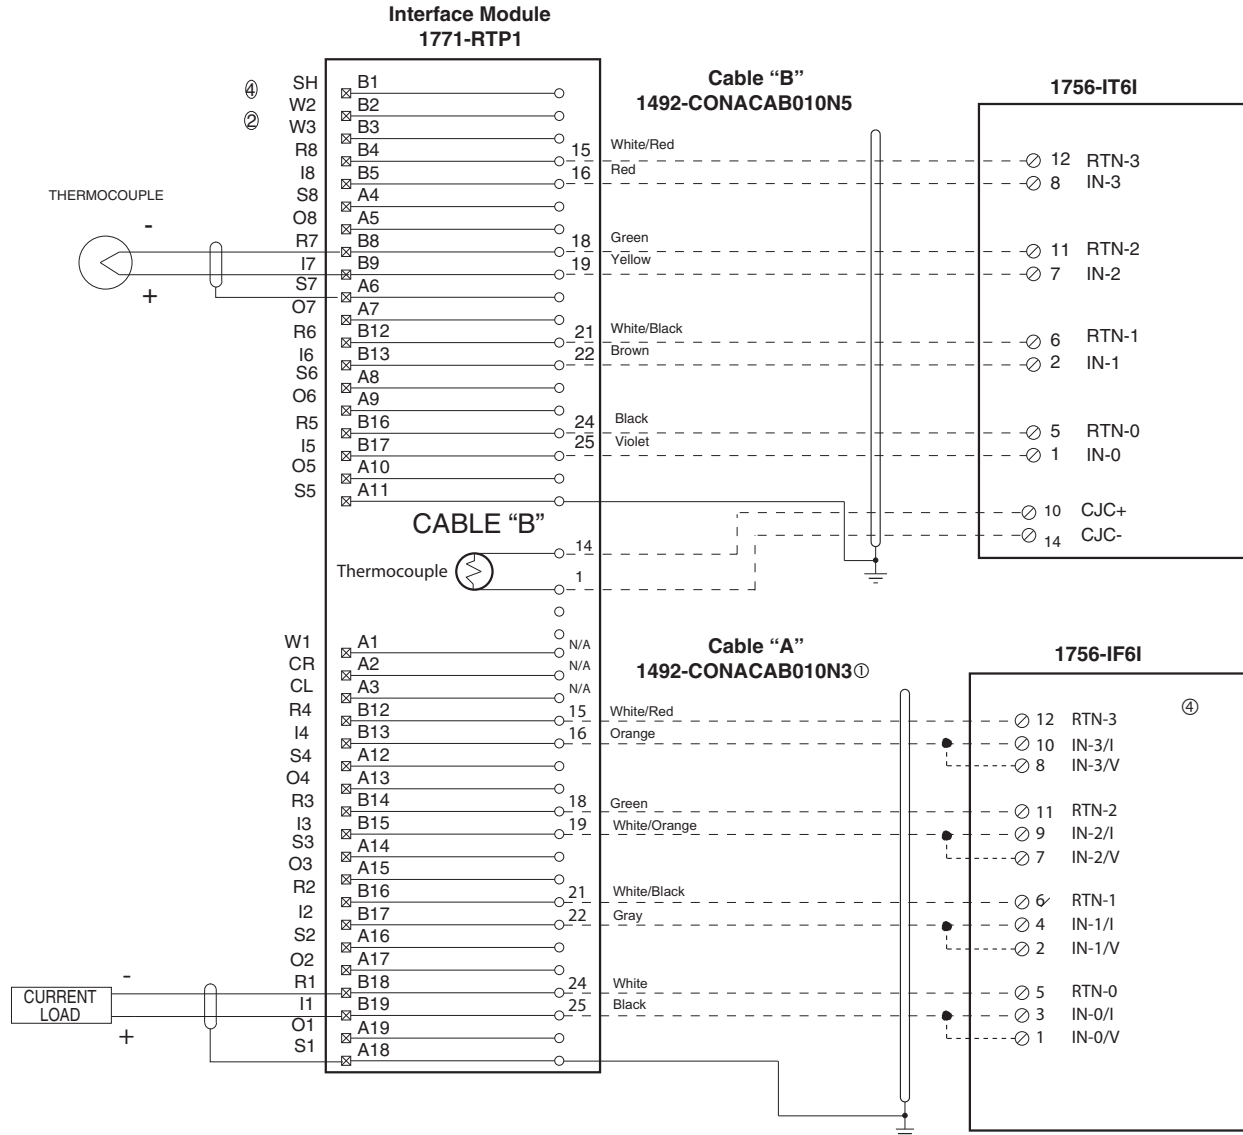 Interface Module
1771-RTP1
Cable “B”
1492-CONACAB010N5
1756-IT6I
④ SH B1
W2 B2
② W3 B3
R8 B4 15 White/Red 12 RTN-3
I8 B5 16 Red 8 IN-3
S8 A4
THERMOCOUPLE
O8 A5
- R7 B8 18 Green 11 RTN-2
I7 B9 19 Yellow 7 IN-2
+ S7 A6
O7 A7
R6 B12 21 White/Black 6 RTN-1
I6 B13 22 Brown 2 IN-1
S6 A8
O6 A9
R5 B16 24 Black 5 RTN-0
I5 B17 25 Violet 1 IN-0
O5 A10
S5 A11
CABLE “B”
10 CJC+
14 CJC-
14
Thermocouple
1
Cable “A”
1492-CONACAB010N3①
1756-IF6I
W1 A1 N/A
CR A2 N/A
CL A3 N/A
④
R4 B12 15 White/Red 12 RTN-3
I4 B13 16 Orange 10 IN-3/I
S4 A12 8 IN-3/V
O4 A13
R3 B14 18 Green 11 RTN-2
I3 B15 19 White/Orange 9 IN-2/I
S3 A14 7 IN-2/V
O3 A15
R2 B16 21 White/Black 6 RTN-1
I2 B17 22 Gray 4 IN-1/I
S2 A16 2 IN-1/V
O2 A17
- R1 B18 24 White 5 RTN-0
CURRENT
LOAD
I1 B19 25 Black 3 IN-0/I
+ O1 A19 1 IN-0/V
S1 A18